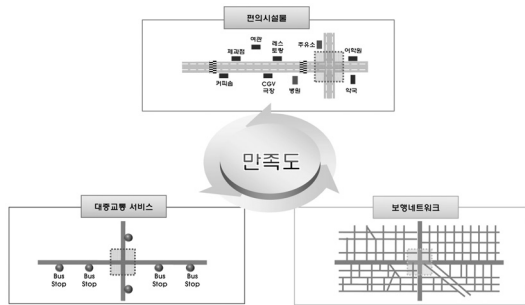 편의시설물
여관
제과점
레스
토랑
주유소
어학원
커피숍
CGV
극장
병원
약국
만족도
대중교통 서비스
Bus
Stop
Bus
Stop
Bus
Stop
Bus
Stop
보행네트워크